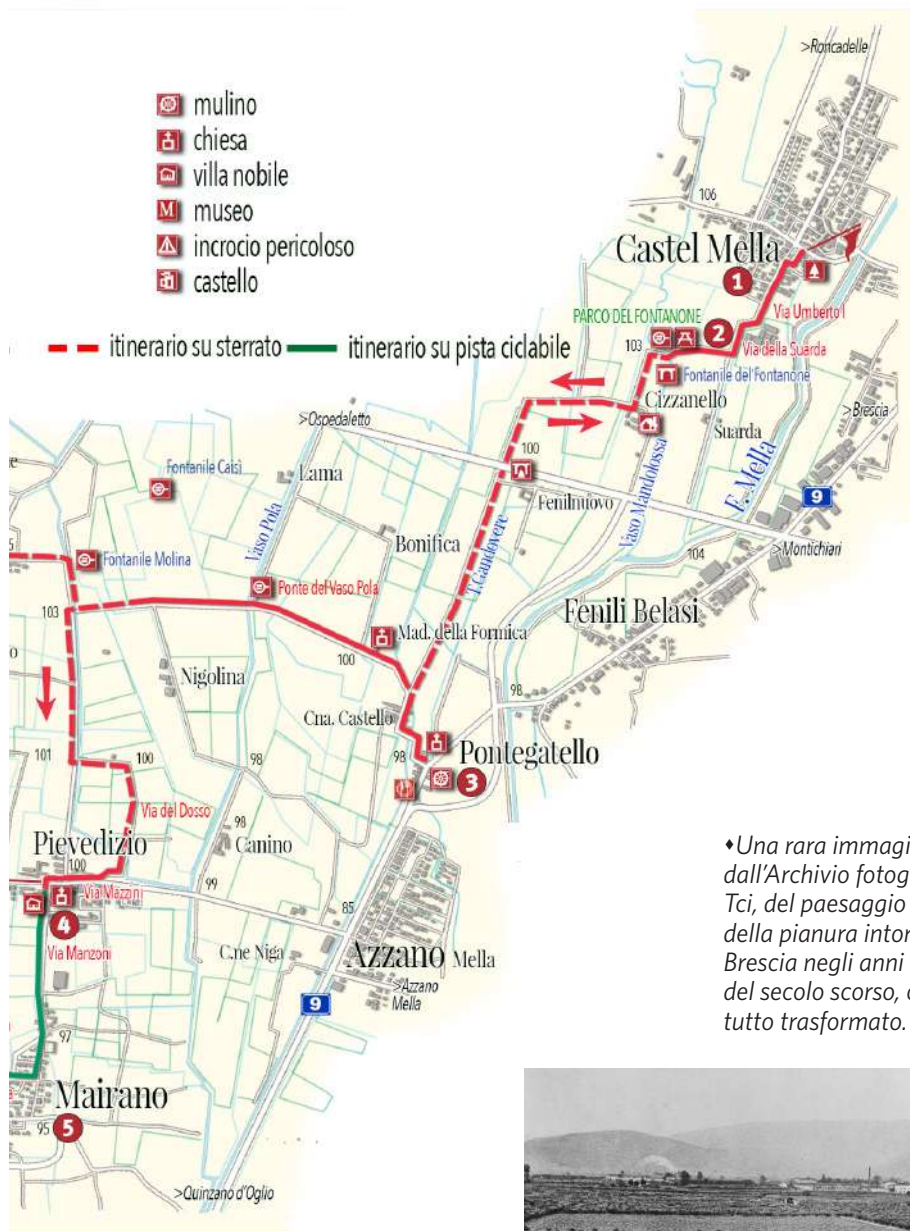 >Roncadelle
mulino
chiesa
villa nobile
M museo
incrocio pericoloso
castello
106
Castel Mella
1
Via Umberto I
PARCO DEL FONTANONE
2
103
Via della Suarda
itinerario su sterrato
itinerario su pista ciclabile
Fontanile del'Fontanone
Cizzanello
>Ospedaletto
Suarda
>Brescia
100
Fontanile Caisì
Lama
Vaso Pola
Fenilnuovo
Vaso Mandolossa
F. Mella
9
Bonifica
T.Gandovere
>Montichiari
104
Fontanile Molina
Ponte del Vaso Pola
Fenili Belasi
103
Mad. della Formica
100
Nigolina
98
Cna. Castello
101
100
98
98
Pontegatello
3
Via del Dosso
98
Canino
Pievedizio
100
99
Via Mazzini
85
4
Via Manzoni
C.ne Niga
Azzano Mella
>Azzano
Mella
9
97
Mairano
95
5
>Quinzano d'Oglio
♦Una rara immagi
dall'Archivio fotog
Tci, del paesaggio
della pianura intor
Brescia negli anni
del secolo scorso, o
tutto trasformato.